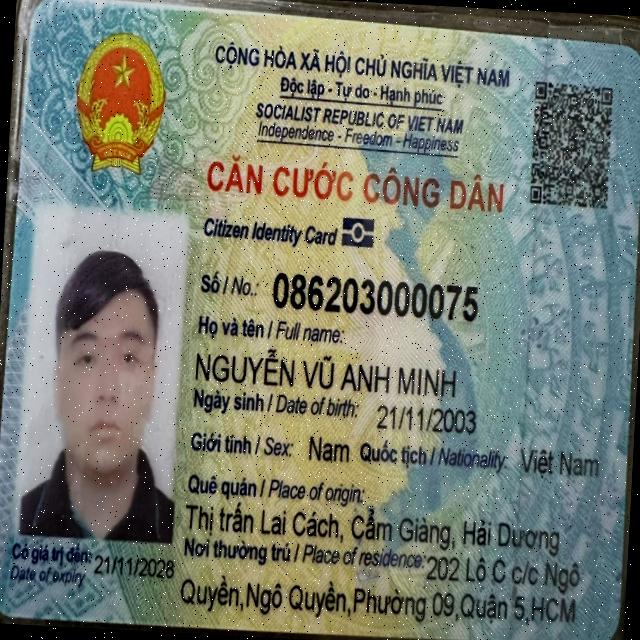 CỘNG HÒA XÃ HỘI CHỦ NGHĨA VIỆT NAM
Độc lập - Tự do - Hạnh phúc
SOCIALIST REPUBLIC OF VIET NAM
Independence - Freedom - Happiness
CĂN CƯỚC CÔNG DÂN
Citizen Identity Card
Số / No.: 086203000075
Họ và tên / Full name:
NGUYỄN VŨ ANH MINH
Ngày sinh / Date of birth: 21/11/2003
Giới tính / Sex: Nam Quốc tịch / Nationality: Việt Nam
Quê quán / Place of origin:
Thị trấn Lai Cách, Cẩm Giàng, Hải Dương
Nơi thường trú / Place of residence: 202 Lô C c/c Ngô
Quyền,Ngô Quyền,Phường 09,Quận 5,HCM
Có giá trị đến: 21/11/2028
Date of expiry